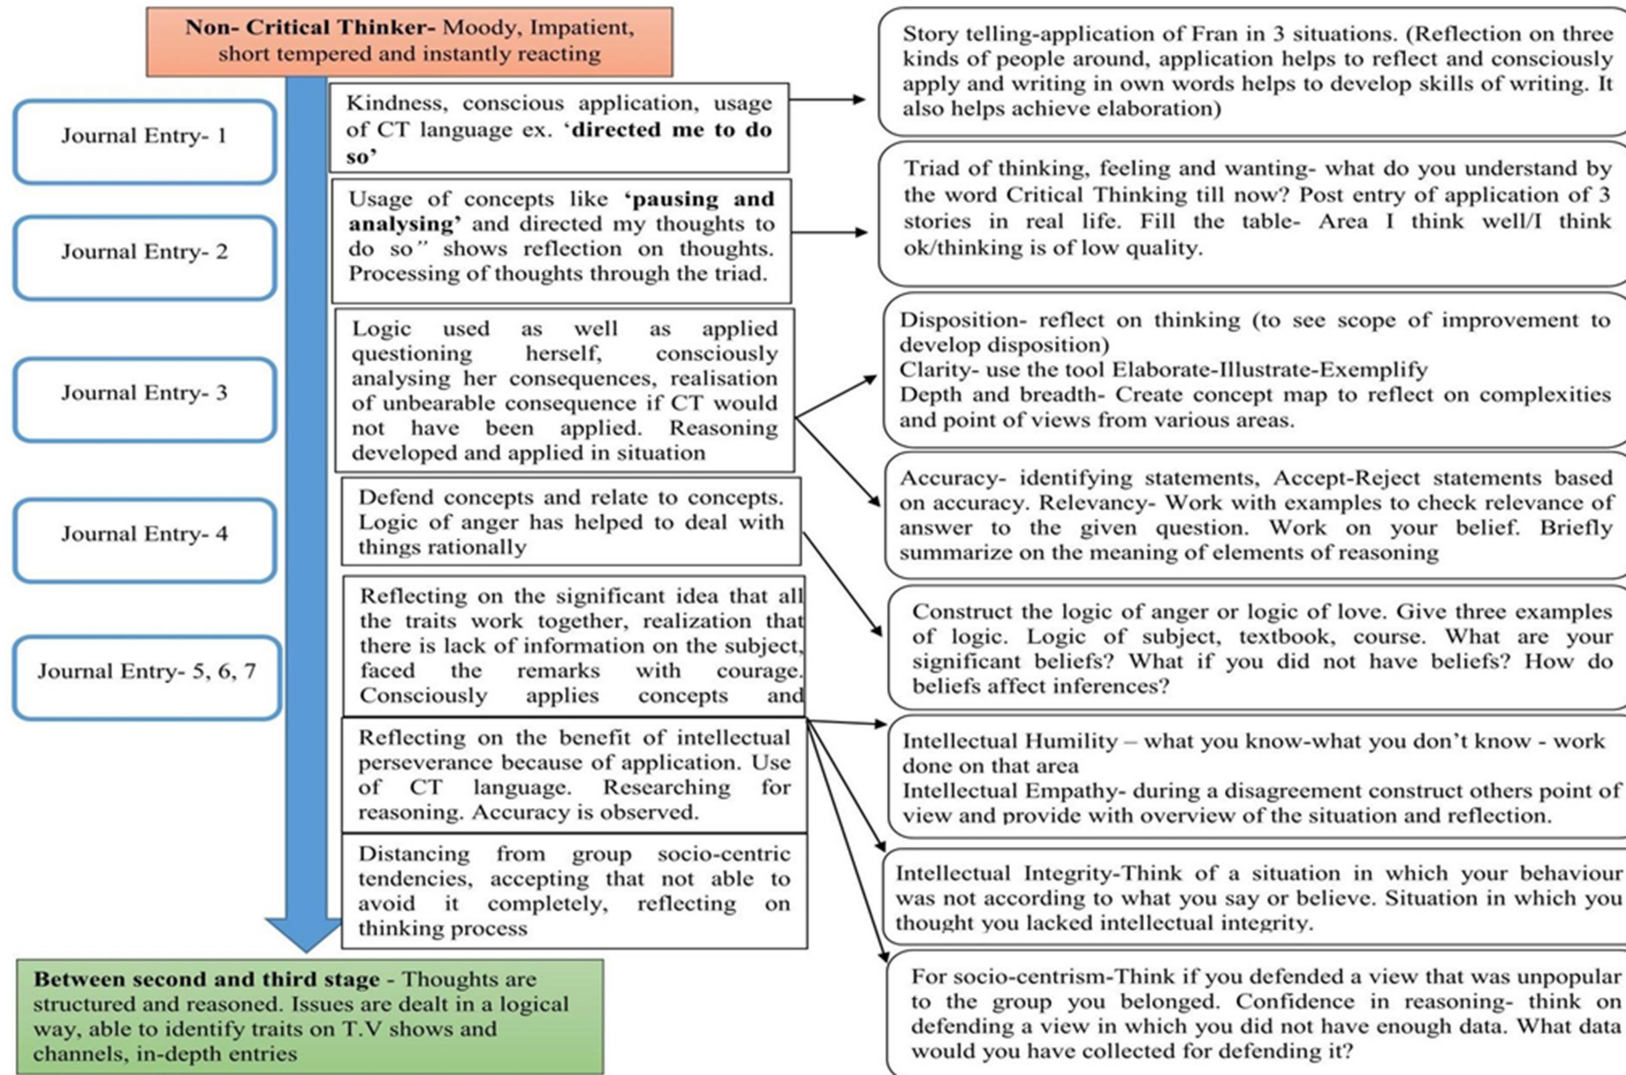 Non- Critical Thinker- Moody, Impatient,
short tempered and instantly reacting
Journal Entry- 1
Kindness, conscious application, usage
of CT language ex. ‘directed me to do
so’
Story telling-application of Fran in 3 situations. (Reflection on three
kinds of people around, application helps to reflect and consciously
apply and writing in own words helps to develop skills of writing. It
also helps achieve elaboration)
Journal Entry- 2
Usage of concepts like ‘pausing and
analysing’ and directed my thoughts to
do so” shows reflection on thoughts.
Processing of thoughts through the triad.
Triad of thinking, feeling and wanting- what do you understand by
the word Critical Thinking till now? Post entry of application of 3
stories in real life. Fill the table- Area I think well/I think
ok/thinking is of low quality.
Journal Entry- 3
Logic used as well as applied
questioning herself, consciously
analysing her consequences, realisation
of unbearable consequence if CT would
not have been applied. Reasoning
developed and applied in situation
Disposition- reflect on thinking (to see scope of improvement to
develop disposition)
Clarity- use the tool Elaborate-Illustrate-Exemplify
Depth and breadth- Create concept map to reflect on complexities
and point of views from various areas.
Accuracy- identifying statements, Accept-Reject statements based
on accuracy. Relevancy- Work with examples to check relevance of
answer to the given question. Work on your belief. Briefly
summarize on the meaning of elements of reasoning
Journal Entry- 4
Defend concepts and relate to concepts.
Logic of anger has helped to deal with
things rationally
Construct the logic of anger or logic of love. Give three examples
of logic. Logic of subject, textbook, course. What are your
significant beliefs? What if you did not have beliefs? How do
beliefs affect inferences?
Journal Entry- 5, 6, 7
Reflecting on the significant idea that all
the traits work together, realization that
there is lack of information on the subject,
faced the remarks with courage.
Consciously applies concepts and
Reflecting on the benefit of intellectual
perseverance because of application. Use
of CT language. Researching for
reasoning. Accuracy is observed.
Distancing from group socio-centric
tendencies, accepting that not able to
avoid it completely, reflecting on
thinking process
Intellectual Humility – what you know-what you don’t know - work
done on that area
Intellectual Empathy- during a disagreement construct others point of
view and provide with overview of the situation and reflection.
Intellectual Integrity-Think of a situation in which your behaviour
was not according to what you say or believe. Situation in which you
thought you lacked intellectual integrity.
For socio-centrism-Think if you defended a view that was unpopular
to the group you belonged. Confidence in reasoning- think on
defending a view in which you did not have enough data. What data
would you have collected for defending it?
Between second and third stage - Thoughts are
structured and reasoned. Issues are dealt in a logical
way, able to identify traits on T.V shows and
channels, in-depth entries